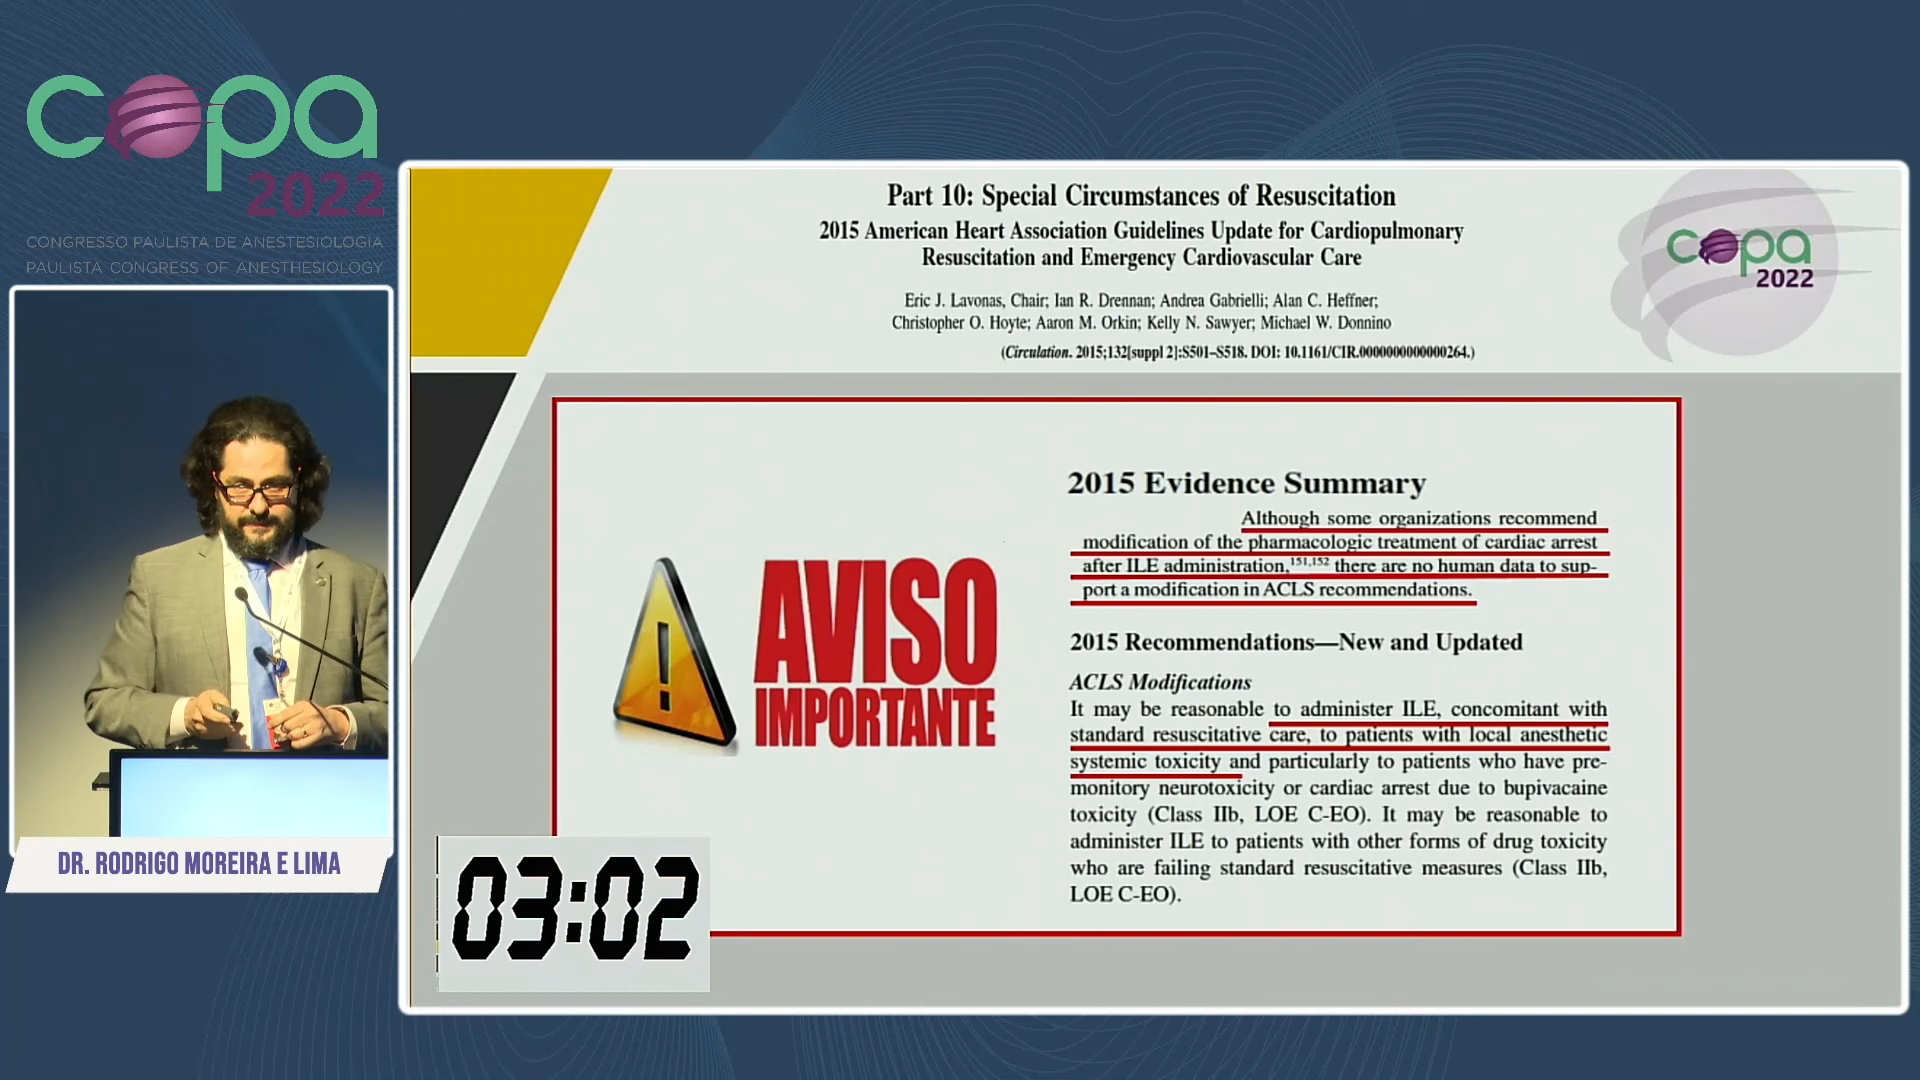 copa
2022
CONGRESSO PAULISTA DE ANESTESIOLOGIA
PAULISTA CONGRESS OF ANESTHESIOLOGY
DR. RODRIGO MOREIRA E LIMA
Part 10: Special Circumstances of Resuscitation
2015 American Heart Association Guidelines Update for Cardiopulmonary
Resuscitation and Emergency Cardiovascular Care
Eric J. Lavonas, Chair; Ian R. Drennan; Andrea Gabrielli; Alan C. Heffner;
Christopher O. Hoyte; Aaron M. Orkin; Kelly N. Sawyer; Michael W. Donnino
(Circulation. 2015;132[suppl 2]:S501–S518. DOI: 10.1161/CIR.0000000000000264.)
copa
2022
AVISO
IMPORTANTE
2015 Evidence Summary
Although some organizations recommend
modification of the pharmacologic treatment of cardiac arrest
after ILE administration,151,152 there are no human data to sup-
port a modification in ACLS recommendations.
2015 Recommendations—New and Updated
ACLS Modifications
It may be reasonable to administer ILE, concomitant with
standard resuscitative care, to patients with local anesthetic
systemic toxicity and particularly to patients who have pre-
monitory neurotoxicity or cardiac arrest due to bupivacaine
toxicity (Class IIb, LOE C-EO). It may be reasonable to
administer ILE to patients with other forms of drug toxicity
who are failing standard resuscitative measures (Class IIb,
LOE C-EO).
03:02